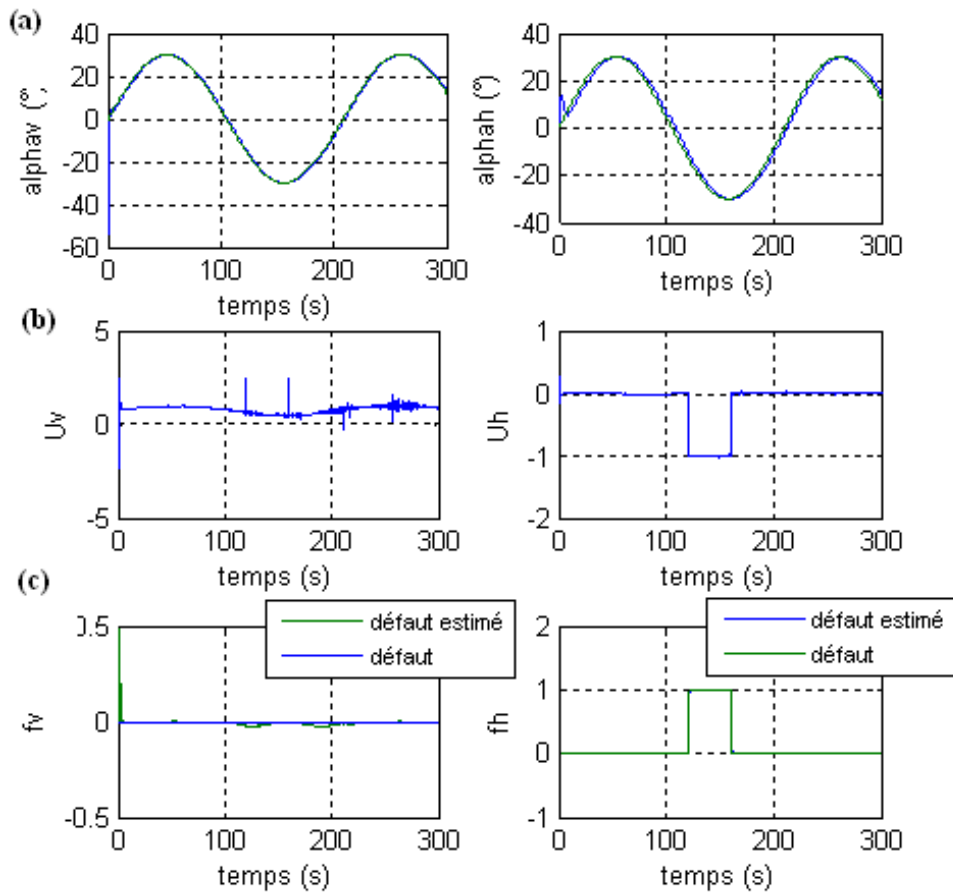 (a)
alphav (°,
40
20
0
-20
-40
-60
0
100
200
300
temps (s)
alphah (°)
40
20
0
-20
-40
0
100
200
300
temps (s)
(b)
Uv
5
0
-5
0
100
200
300
temps (s)
Uh
1
0
-1
-2
0
100
200
300
temps (s)
(c)
fv
0.5
0
-0.5
0
100
200
300
temps (s)
défaut estimé
défaut
fh
2
1
0
-1
0
100
200
300
temps (s)
défaut estimé
défaut